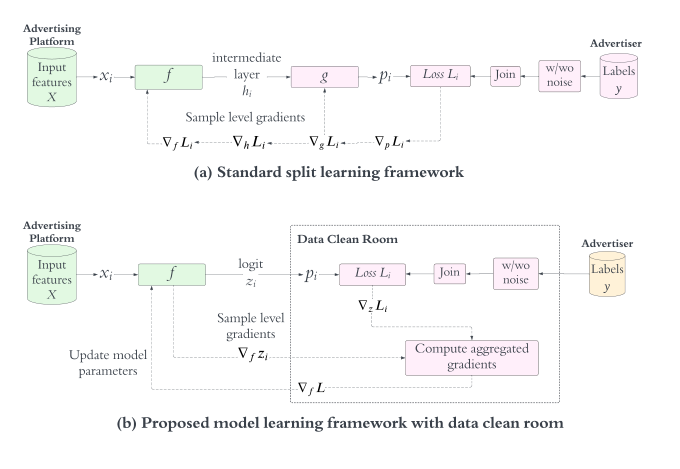 Advertising
Platform
Advertiser
Input
features
X
xᵢ
f
intermediate
layer
hᵢ
g
pᵢ
Loss Lᵢ
Join
w/wo
noise
Labels
y
Sample level gradients
∇f Lᵢ
∇h Lᵢ
∇g Lᵢ
∇p Lᵢ
(a) Standard split learning framework
Advertising
Platform
Data Clean Room
Advertiser
Input
features
X
xᵢ
f
logit
zᵢ
pᵢ
Loss Lᵢ
Join
w/wo
noise
Labels
y
∇z Lᵢ
Sample level
gradients
∇f zᵢ
Update model
parameters
Compute aggregated
gradients
∇f L
(b) Proposed model learning framework with data clean room